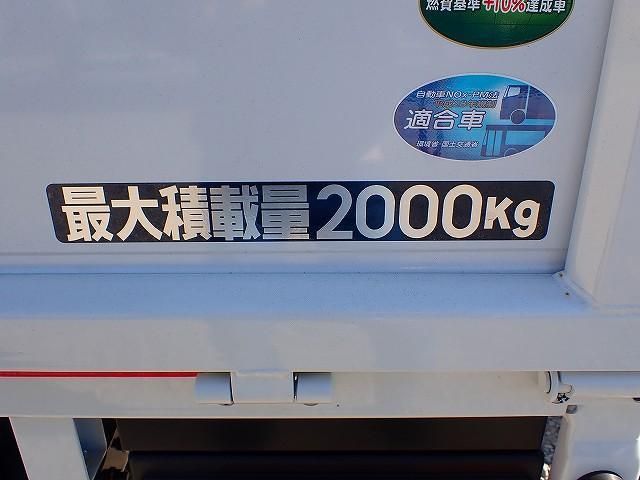 燃費基準+10%達成車
自動車NOx・PM法
適合車
環境省・国土交通省
最大積載量2000Kg